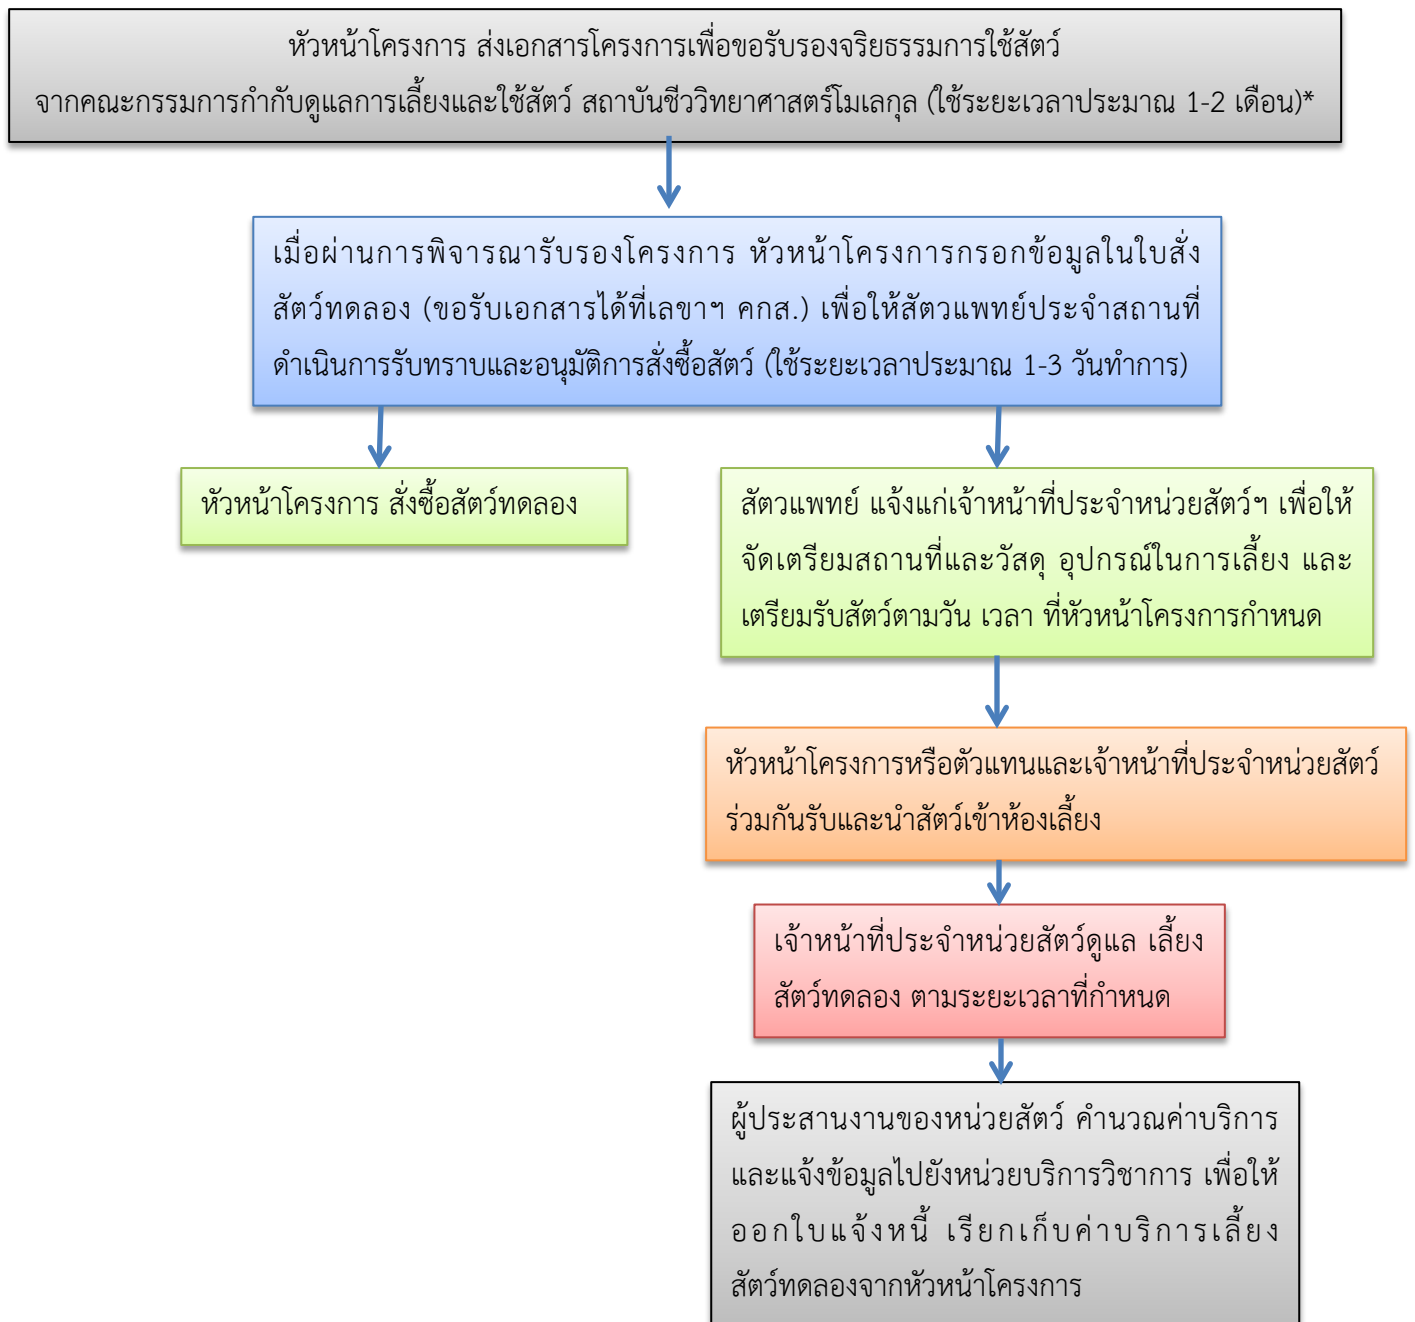 หัวหน้าโครงการ ส่งเอกสารโครงการเพื่อขอรับรองจริยธรรมการใช้สัตว์
จากคณะกรรมการกำกับดูแลการเลี้ยงและใช้สัตว์ สถาบันชีววิทยาศาสตร์โมเลกุล (ใช้ระยะเวลาประมาณ 1-2 เดือน)*
เมื่อผ่านการพิจารณารับรองโครงการ หัวหน้าโครงการกรอกข้อมูลในใบสั่ง
สัตว์ทดลอง (ขอรับเอกสารได้ที่เลขาฯ คกส.) เพื่อให้สัตวแพทย์ประจำสถานที่
ดำเนินการรับทราบและอนุมัติการสั่งซื้อสัตว์ (ใช้ระยะเวลาประมาณ 1-3 วันทำการ)
หัวหน้าโครงการ สั่งซื้อสัตว์ทดลอง
สัตวแพทย์ แจ้งแก่เจ้าหน้าที่ประจำหน่วยสัตว์ฯ เพื่อให้
จัดเตรียมสถานที่และวัสดุ อุปกรณ์ในการเลี้ยง และ
เตรียมรับสัตว์ตามวัน เวลา ที่หัวหน้าโครงการกำหนด
หัวหน้าโครงการหรือตัวแทนและเจ้าหน้าที่ประจำหน่วยสัตว์
ร่วมกันรับและนำสัตว์เข้าห้องเลี้ยง
เจ้าหน้าที่ประจำหน่วยสัตว์ดูแล เลี้ยง
สัตว์ทดลอง ตามระยะเวลาที่กำหนด
ผู้ประสานงานของหน่วยสัตว์ คำนวณค่าบริการ
และแจ้งข้อมูลไปยังหน่วยบริการวิชาการ เพื่อให้
ออกใบแจ้งหนี้ เรียกเก็บค่าบริการเลี้ยง
สัตว์ทดลองจากหัวหน้าโครงการ